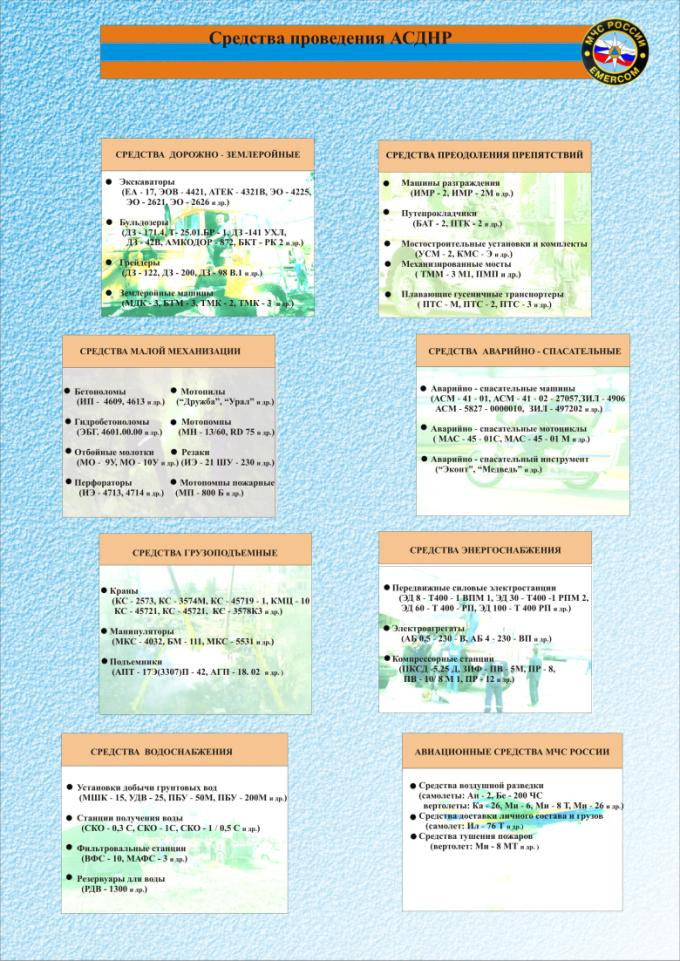 Средства проведения АСДНР
МЧС РОССИИ
EMERCOM
СРЕДСТВА ДОРОЖНО - ЗЕМЛЕРОЙНЫЕ
● Экскаваторы
(ЕА - 17, ЭОВ - 4421, АТЕК - 4321В, ЭО - 4225,
ЭО - 2621, ЭО - 2626 и др.)
● Бульдозеры
(ДЗ - 171.4, Т- 25.01.БР - 1, ДЗ -141 УХЛ,
ДЗ - 42В, АМКОДОР - 872, БКТ - РК 2 и др.)
● Грейдеры
(ДЗ - 122, ДЗ - 200, ДЗ - 98 В.1 и др.)
● Землеройные машины
(МДК - 3, БТМ - 3, ТМК - 2, ТМК - 3 и др.)
СРЕДСТВА ПРЕОДОЛЕНИЯ ПРЕПЯТСТВИЙ
● Машины разграждения
(ИМР - 2, ИМР - 2М и др.)
● Путепрокладчики
(БАТ - 2, ПТК - 2 и др.)
● Мостостроительные установки и комплекты
(УСМ - 2, КМС - Э и др.)
● Механизированные мосты
( ТММ - 3 М1, ПМП и др.)
● Плавающие гусеничные транспортеры
( ПТС - М, ПТС - 2, ПТС - 3 и др.)
СРЕДСТВА МАЛОЙ МЕХАНИЗАЦИИ
● Бетоноломы
(ИП - 4609, 4613 и др.)
● Гидробетоноломы
(ЭБГ. 4601.00.00 и др.)
● Отбойные молотки
(МО - 9У, МО - 10У и др.)
● Перфораторы
(ИЭ - 4713, 4714 и др.)
● Мотопилы
(“Дружба”, “Урал” и др.)
● Мотопомпы
(МН - 13/60, RD 75 и др.)
● Резаки
(ИЭ - 21 ШУ - 230 и др.)
● Мотопомпы пожарные
(МП - 800 Б и др.)
СРЕДСТВА АВАРИЙНО - СПАСАТЕЛЬНЫЕ
● Аварийно - спасательные машины
(АСМ - 41 - 01, АСМ - 41 - 02 - 27057,ЗИЛ - 4906
АСМ - 5827 - 0000010, ЗИЛ - 497202 и др.)
● Аварийно - спасательные мотоциклы
( МАС - 45 - 01С, МАС - 45 - 01 М и др.)
● Аварийно - спасательный инструмент
(“Эконт”, “Медведь” и др.)
СРЕДСТВА ГРУЗОПОДЪЕМНЫЕ
● Краны
(КС - 2573, КС - 3574М, КС - 45719 - 1, КМЦ - 10
КС - 45721, КС - 45721, КС - 3578КЗ и др.)
● Манипуляторы
(МКС - 4032, БМ - 111, МКС - 5531 и др.)
● Подъемники
(АПТ - 17Э(3307)П - 42, АГП - 18. 02 и др. )
СРЕДСТВА ЭНЕРГОСНАБЖЕНИЯ
● Передвижные силовые электростанции
(ЭД 8 - Т400 - 1 ВПМ 1, ЭД 30 - Т400 -1 РПМ 2,
ЭД 60 - Т 400 - РП, ЭД 100 - Т 400 РП и др.)
● Электроагрегаты
(АБ 0,5 - 230 - В, АБ 4 - 230 - ВП и др.)
● Компрессорные станции
(ПКСД -5.25 Д, ЗИФ - ПВ - 5М, ПР - 8,
ПВ - 10/ 8 М 1, ПР - 12 и др.)
СРЕДСТВА ВОДОСНАБЖЕНИЯ
● Установки добычи грунтовых вод
(МШК - 15, УДВ - 25, ПБУ - 50М, ПБУ - 200М и др.)
● Станции получения воды
(СКО - 0,3 С, СКО - 1С, СКО - 1 / 0,5 С и др.)
● Фильтровальные станции
(ВФС - 10, МАФС - 3 и др.)
● Резервуары для воды
(РДВ - 1300 и др.)
АВИАЦИОННЫЕ СРЕДСТВА МЧС РОССИИ
● Средства воздушной разведки
(самолеты: Ан - 2, Бе - 200 ЧС
вертолеты: Ка - 26, Ми - 6, Ми - 8 Т, Ми - 26 и др.)
● Средства доставки личного состава и грузов
(самолет: Ил - 76 Т и др.)
● Средства тушения пожаров
(вертолет: Ми - 8 МТ и др. )